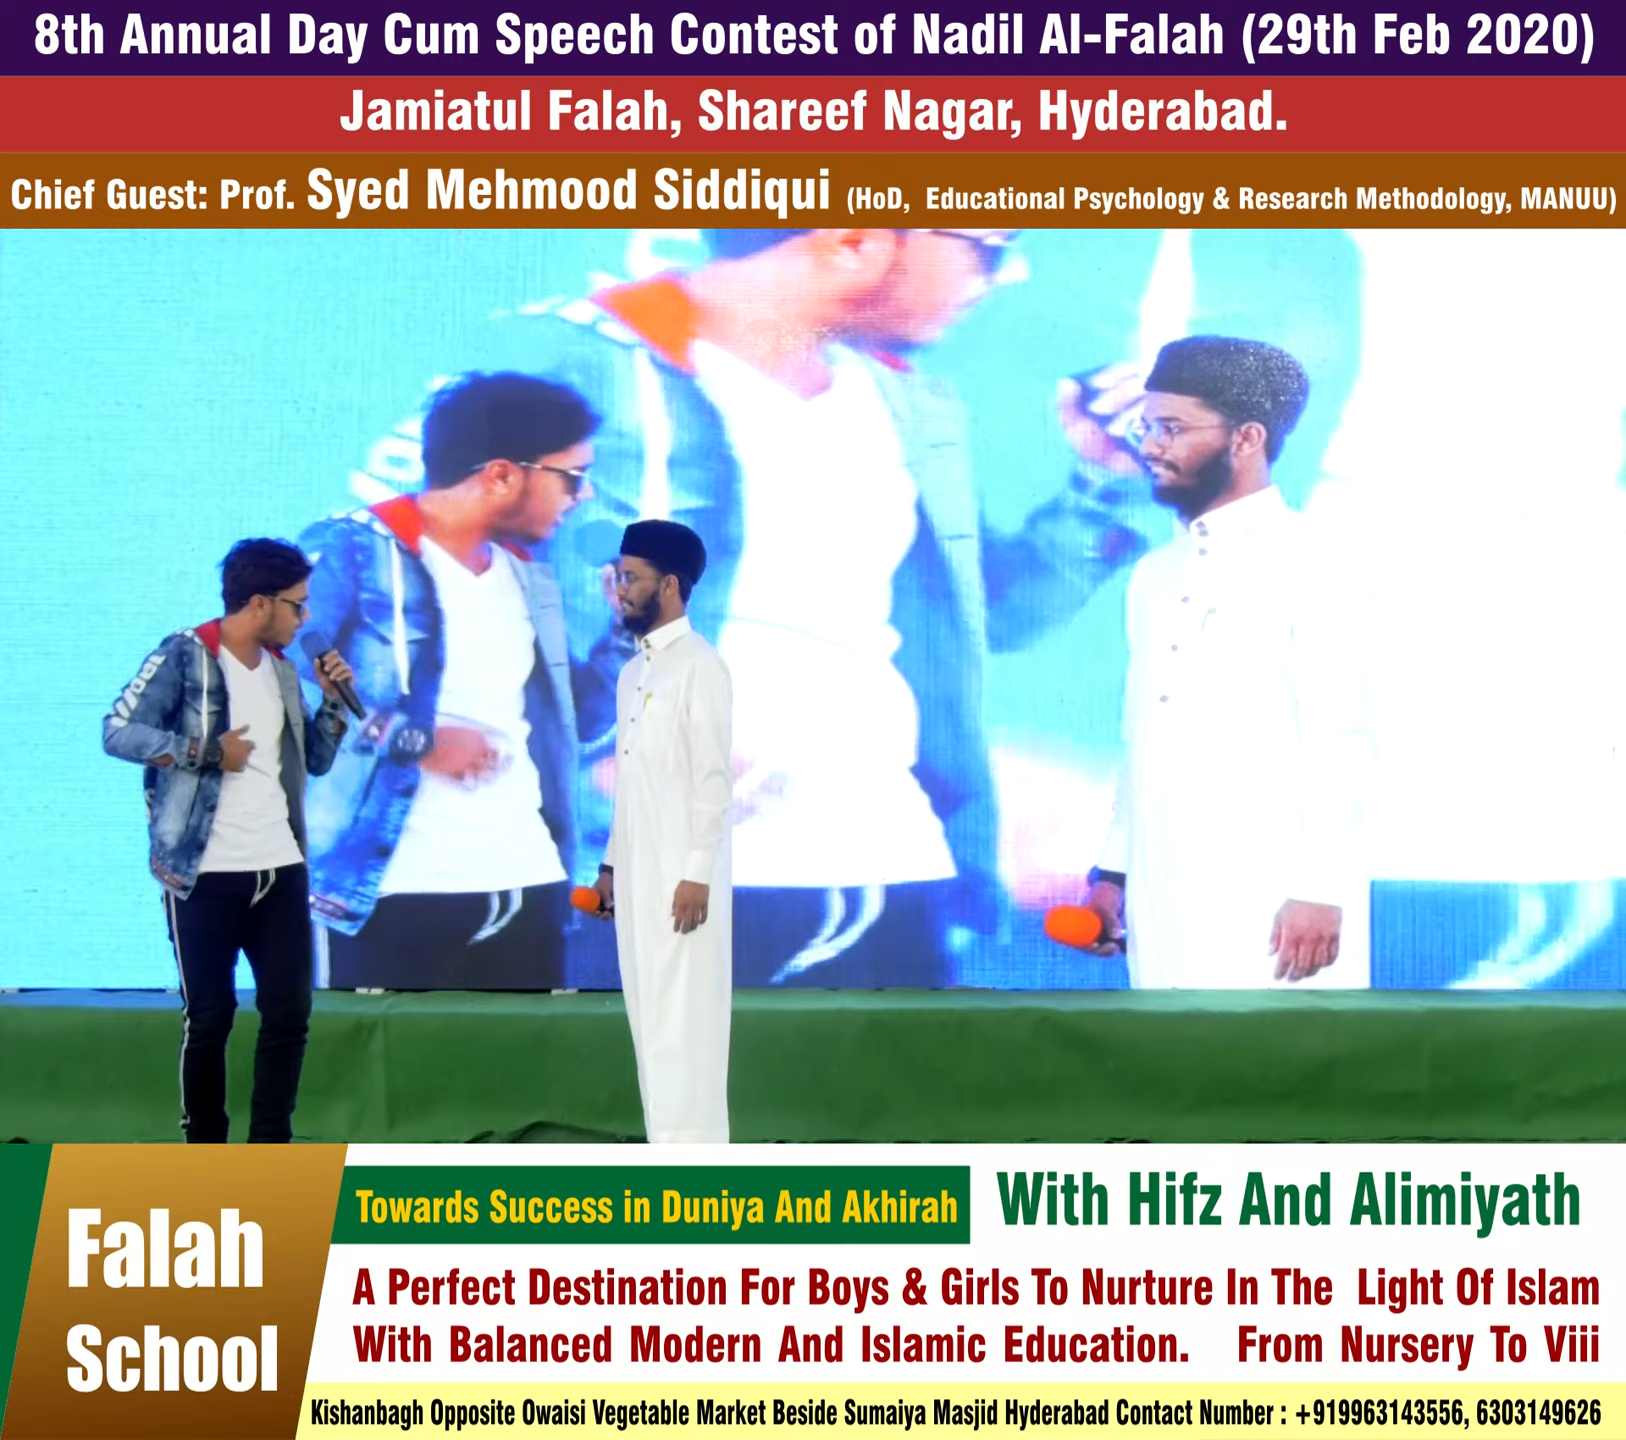 8th Annual Day Cum Speech Contest of Nadil Al-Falah (29th Feb 2020)
Jamiatul Falah, Shareef Nagar, Hyderabad.
Chief Guest: Prof. Syed Mehmood Siddiqui (HoD, Educational Psychology & Research Methodology, MANUU)
Falah
School
Towards Success in Duniya And Akhirah
With Hifz And Alimiyath
A Perfect Destination For Boys & Girls To Nurture In The Light Of Islam
With Balanced Modern And Islamic Education. From Nursery To Viii
Kishanbagh Opposite Owaisi Vegetable Market Beside Sumaiya Masjid Hyderabad Contact Number : +919963143556, 6303149626